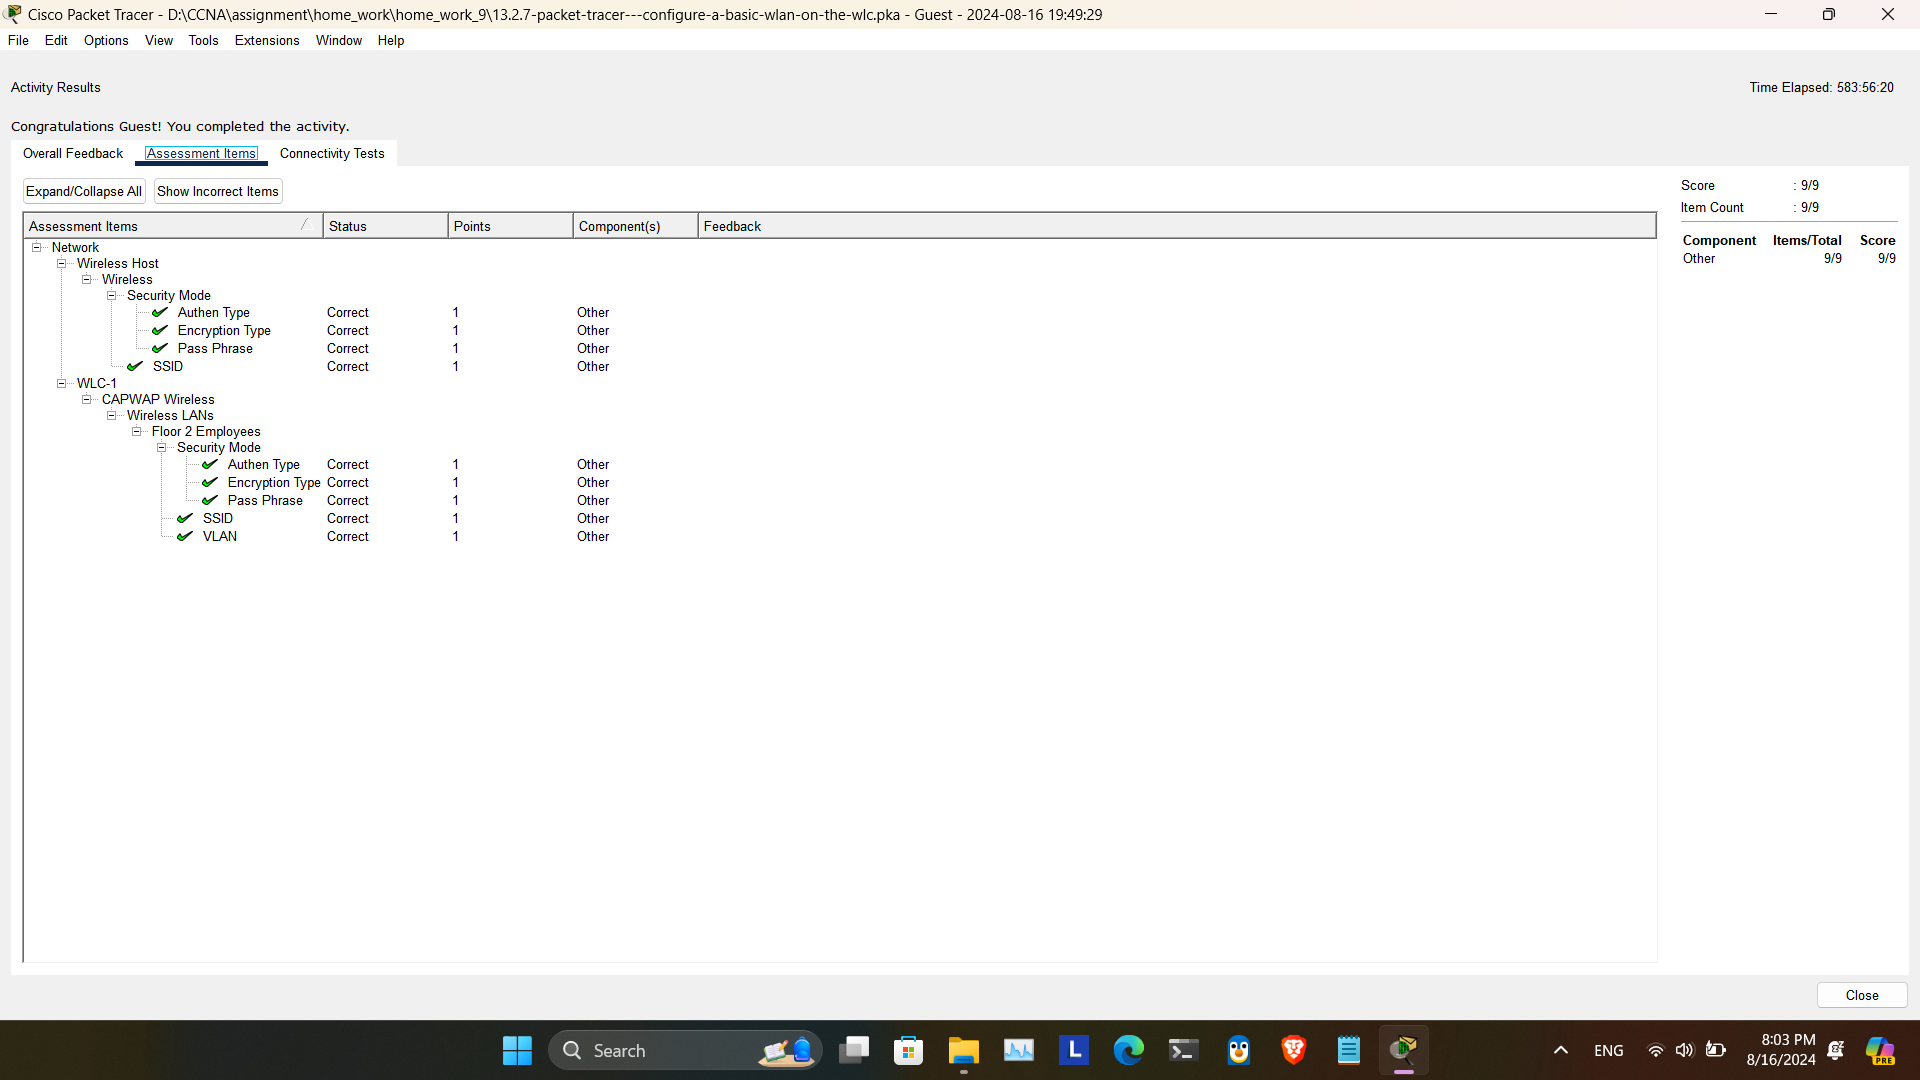 Cisco Packet Tracer - D:\CCNA\assignment\home_work\home_work_9\13.2.7-packet-tracer---configure-a-basic-wlan-on-the-wlc.pka - Guest - 2024-08-16 19:49:29
File Edit Options View Tools Extensions Window Help
Activity Results
Time Elapsed: 583:56:20
Congratulations Guest! You completed the activity.
Overall Feedback Assessment Items Connectivity Tests
Expand/Collapse All Show Incorrect Items
Assessment Items Status Points Component(s) Feedback
Network
Wireless Host
Wireless
Security Mode
Authen Type Correct 1 Other
Encryption Type Correct 1 Other
Pass Phrase Correct 1 Other
SSID Correct 1 Other
WLC-1
CAPWAP Wireless
Wireless LANs
Floor 2 Employees
Security Mode
Authen Type Correct 1 Other
Encryption Type Correct 1 Other
Pass Phrase Correct 1 Other
SSID Correct 1 Other
VLAN Correct 1 Other
Score : 9/9
Item Count : 9/9
Component Items/Total Score
Other 9/9 9/9
Close
Search
L
ENG
8:03 PM
8/16/2024
PRE